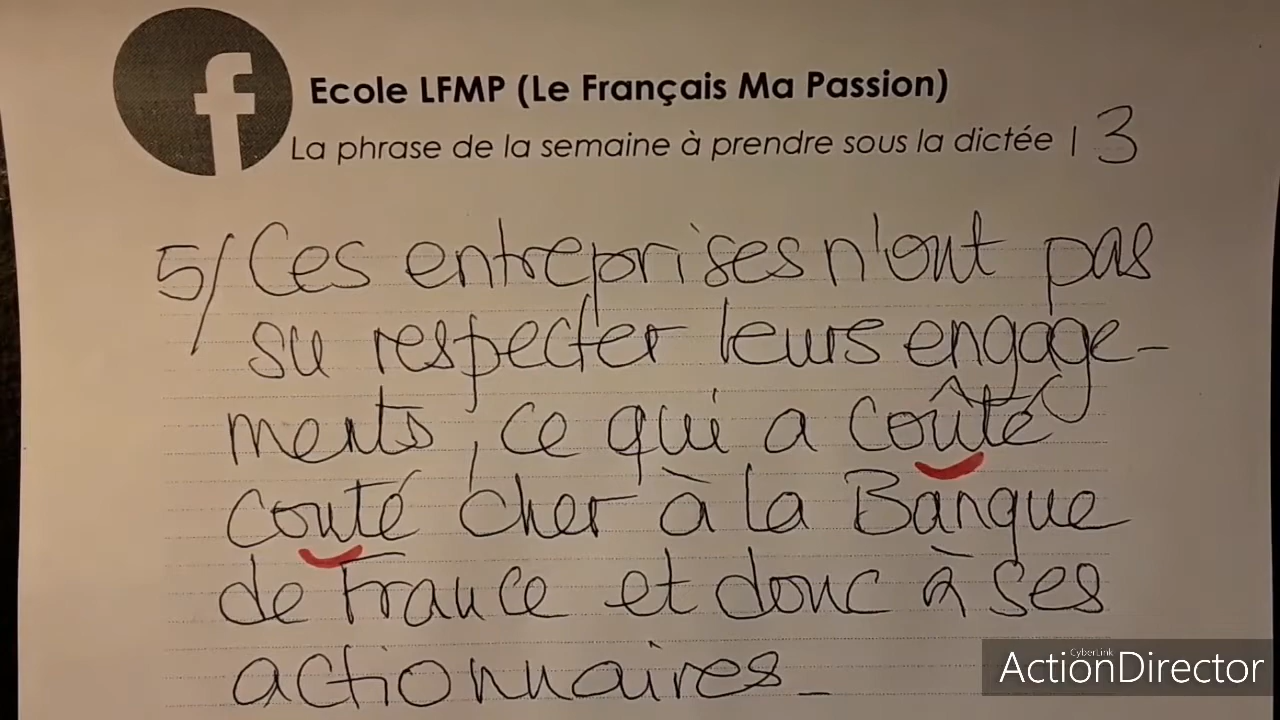 Ecole LFMP (Le Français Ma Passion)
La phrase de la semaine à prendre sous la dictée | 3
5/ Ces entreprises n'ont pas
su respecter leurs engage-
ments, ce qui a coûté
couté cher à la Banque
de France et donc à ses
actionnaires.
CyberLink
ActionDirector